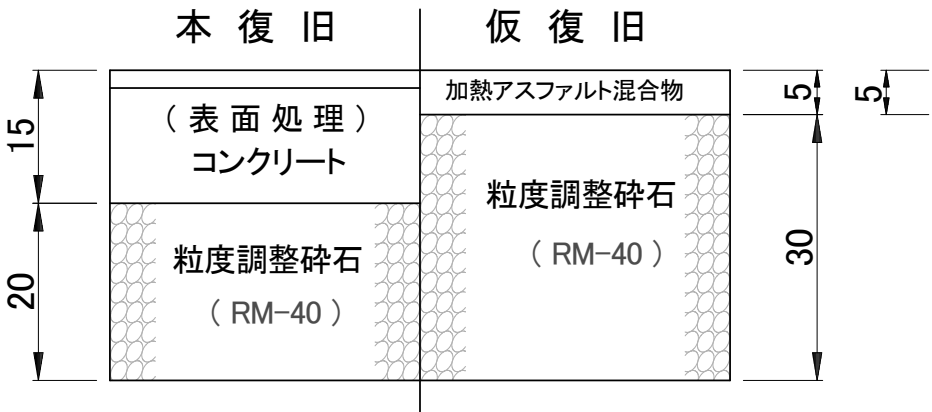 本復旧
仮復旧
15
20
(表面処理)
コンクリート
粒度調整砕石
(RM-40)
加熱アスファルト混合物
粒度調整砕石
(RM-40)
5
30
5